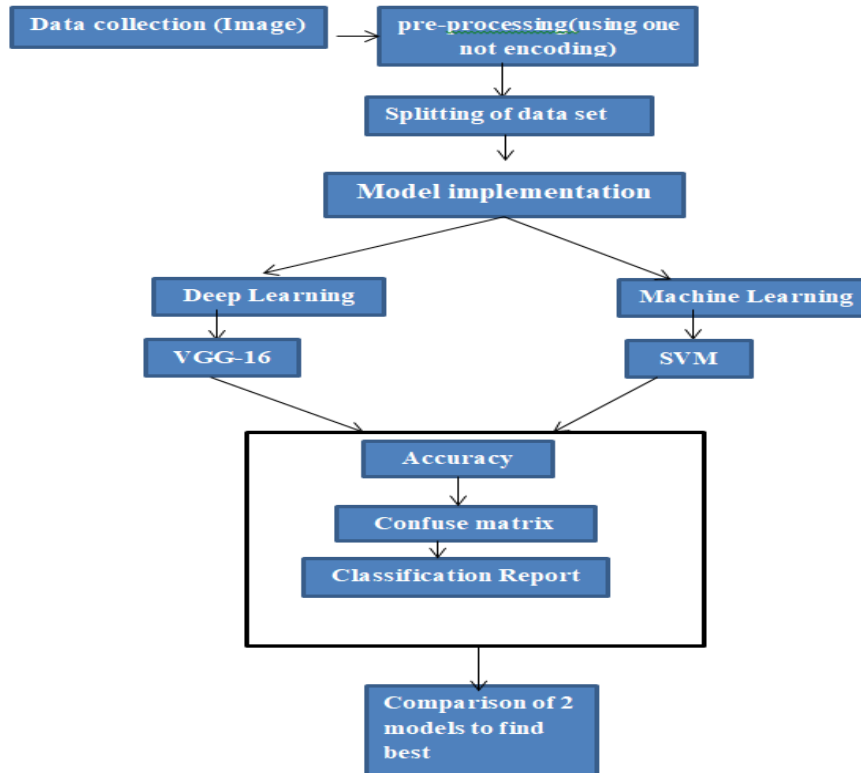 Data collection (Image)
pre-processing(using one
not encoding)
Splitting of data set
Model implementation
Deep Learning
Machine Learning
VGG-16
SVM
Accuracy
Confuse matrix
Classification Report
Comparison of 2
models to find
best